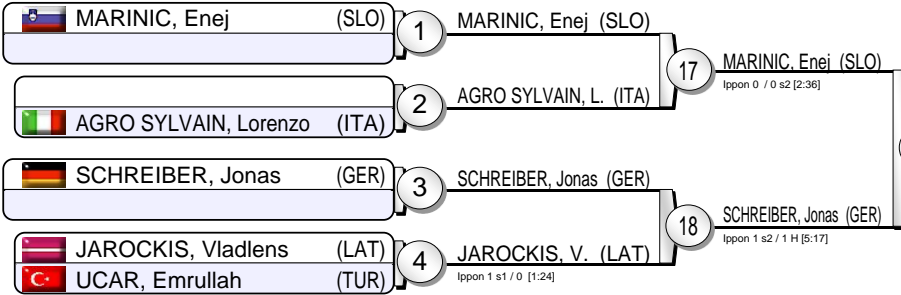 MARINIC, Enej (SLO)
1
MARINIC, Enej (SLO)
17
MARINIC, Enej (SLO)
Ippon 0 / 0 s2 [2:36]
2
AGRO SYLVAIN, L. (ITA)
AGRO SYLVAIN, Lorenzo (ITA)
SCHREIBER, Jonas (GER)
3
SCHREIBER, Jonas (GER)
18
SCHREIBER, Jonas (GER)
Ippon 1 s2 / 1 H [5:17]
JAROCKIS, Vladlens (LAT)
4
JAROCKIS, V. (LAT)
Ippon 1 s1 / 0 [1:24]
UCAR, Emrullah (TUR)